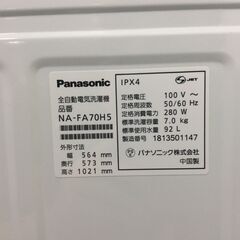 Panasonic
全自動電気洗濯機
品番
NA-FA70H5
外形寸法
幅 564 mm
奥行 573 mm
高さ 1021 mm
IPX4
JET
定格電圧 100 V~
定格周波数 50/60 Hz
定格消費電力 280 W
標準洗濯容量 7.0 kg
標準使用水量 92 L
1813501147
パナソニック株式会社
中国製